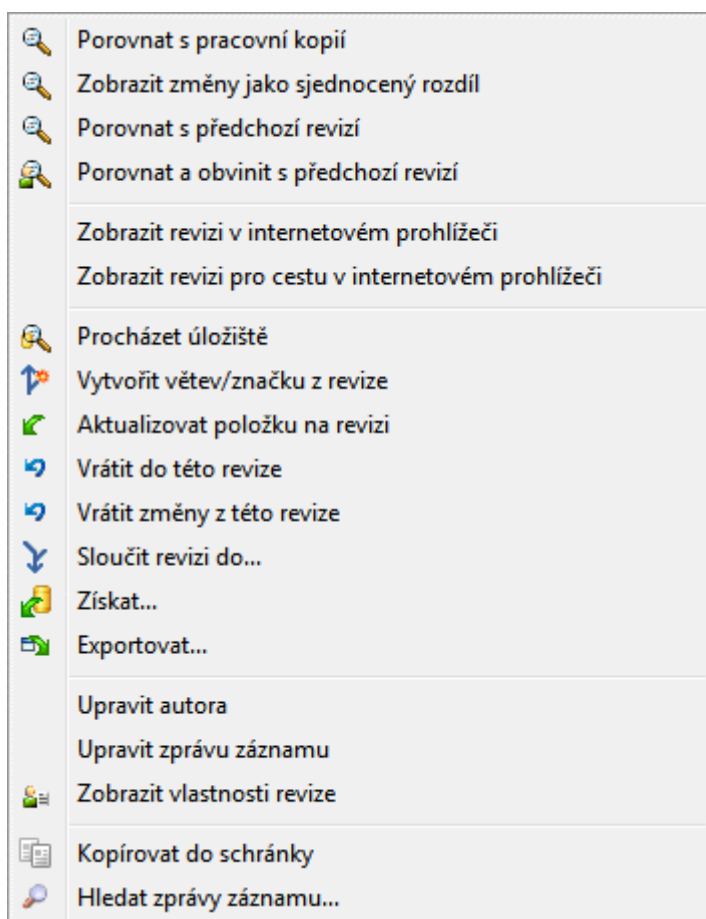 Porovnat s pracovní kopií
Zobrazit změny jako sjednocený rozdíl
Porovnat s předchozí revizí
Porovnat a obvinit s předchozí revizí
Zobrazit revizi v internetovém prohlížeči
Zobrazit revizi pro cestu v internetovém prohlížeči
Procházet úložiště
Vytvořit větev/značku z revize
Aktualizovat položku na revizi
Vrátit do této revize
Vrátit změny z této revize
Sloučit revizi do...
Získat...
Exportovat...
Upravit autora
Upravit zprávu záznamu
Zobrazit vlastnosti revize
Kopírovat do schránky
Hledat zprávy záznamu...